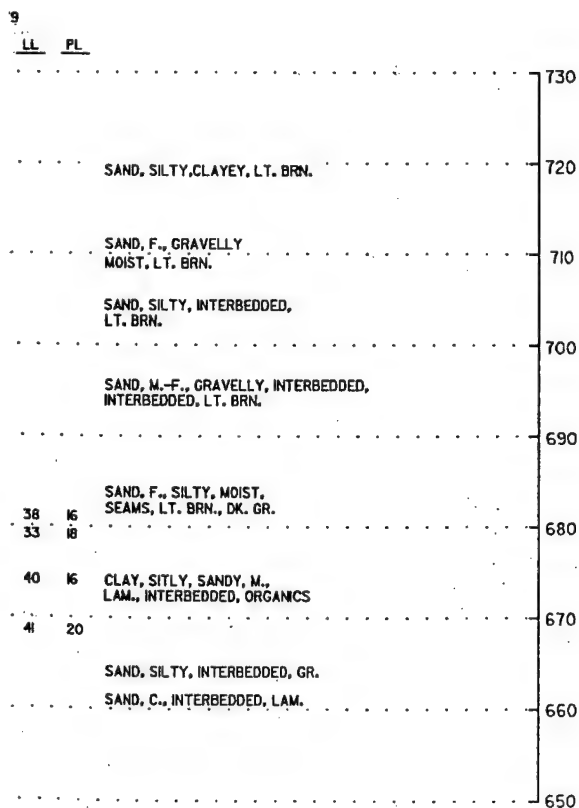 9
LL PL
730
720
SAND, SILTY,CLAYEY, LT. BRN.
SAND, F., GRAVELLY
710
MOIST, LT. BRN.
SAND, SILTY, INTERBEDDED,
LT. BRN.
700
SAND, M.-F., GRAVELLY, INTERBEDDED,
INTERBEDDED, LT. BRN.
690
SAND, F., SILTY, MOIST,
38 16 SEAMS, LT. BRN., DK. GR.
33 18 680
40 16 CLAY, SITLY, SANDY, M.,
LAM., INTERBEDDED, ORGANICS
670
41 20
SAND, SILTY, INTERBEDDED, GR.
SAND, C., INTERBEDDED, LAM.
660
650